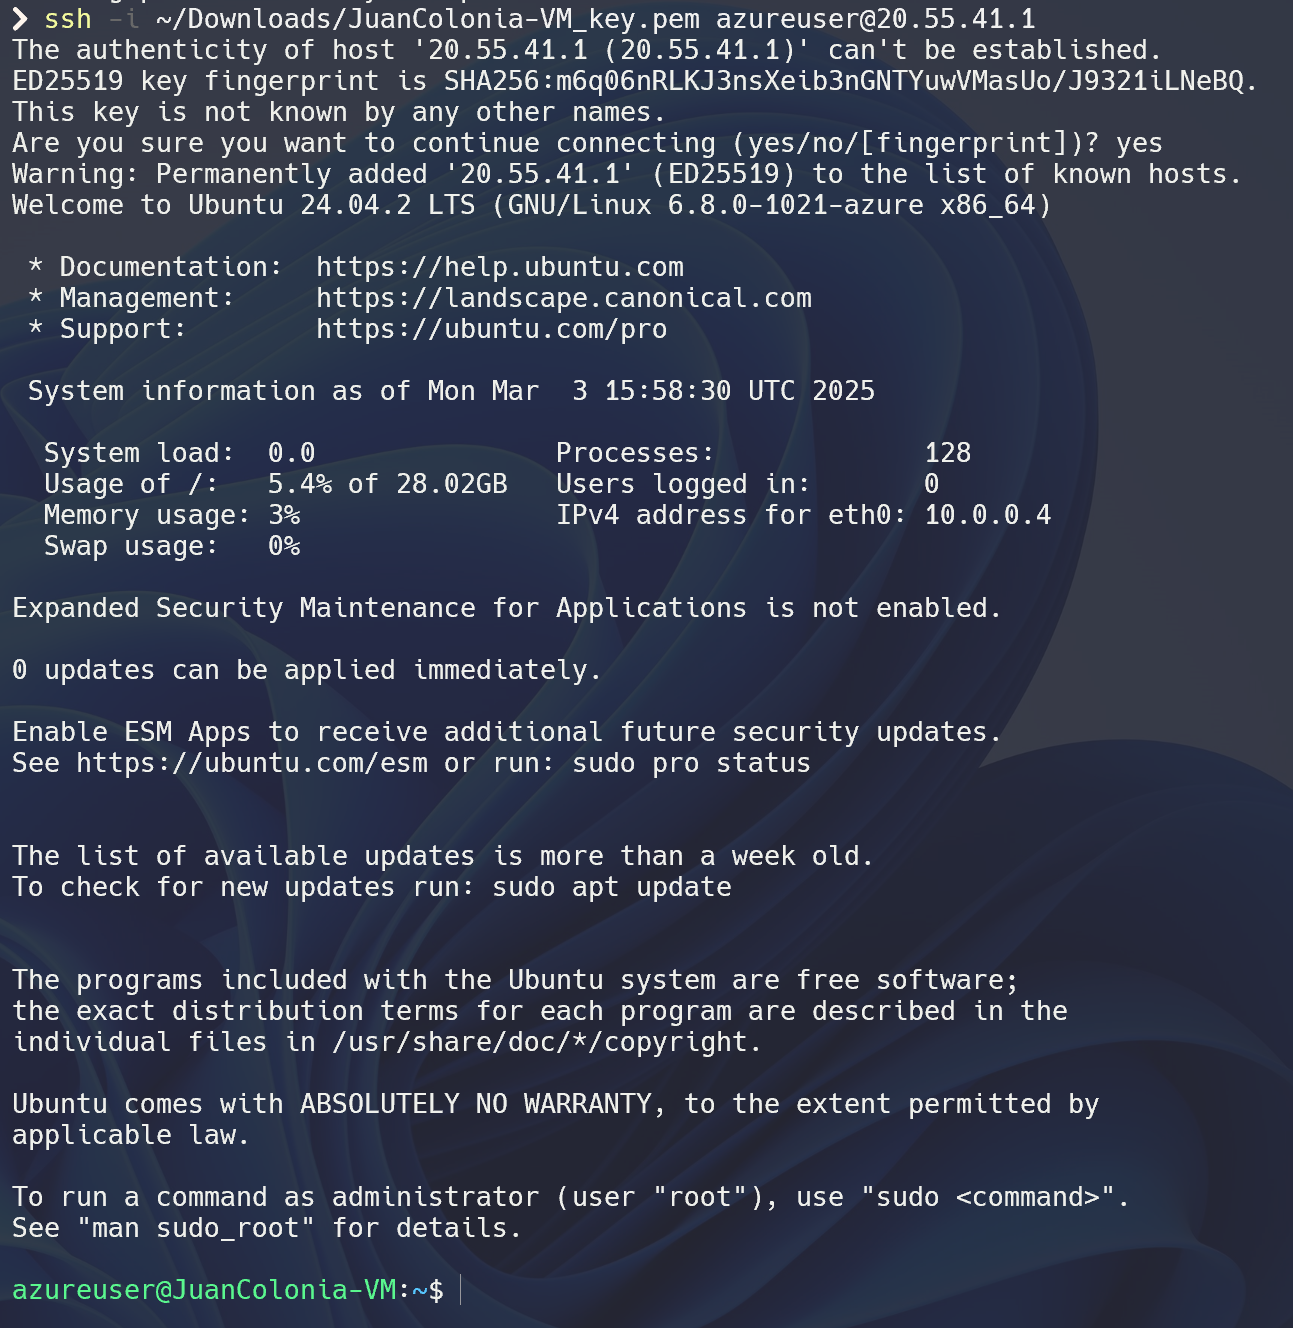 ❯ ssh -i ~/Downloads/JuanColonia-VM_key.pem azureuser@20.55.41.1
The authenticity of host '20.55.41.1 (20.55.41.1)' can't be established.
ED25519 key fingerprint is SHA256:m6q06nRLKJ3nsXeib3nGNTYuwVMasUo/J9321iLNeBQ.
This key is not known by any other names.
Are you sure you want to continue connecting (yes/no/[fingerprint])? yes
Warning: Permanently added '20.55.41.1' (ED25519) to the list of known hosts.
Welcome to Ubuntu 24.04.2 LTS (GNU/Linux 6.8.0-1021-azure x86_64)
* Documentation:  https://help.ubuntu.com
* Management:     https://landscape.canonical.com
* Support:        https://ubuntu.com/pro
System information as of Mon Mar  3 15:58:30 UTC 2025
System load:  0.0               Processes:             128
Usage of /:   5.4% of 28.02GB   Users logged in:       0
Memory usage: 3%                IPv4 address for eth0: 10.0.0.4
Swap usage:   0%
Expanded Security Maintenance for Applications is not enabled.
0 updates can be applied immediately.
Enable ESM Apps to receive additional future security updates.
See https://ubuntu.com/esm or run: sudo pro status
The list of available updates is more than a week old.
To check for new updates run: sudo apt update
The programs included with the Ubuntu system are free software;
the exact distribution terms for each program are described in the
individual files in /usr/share/doc/*/copyright.
Ubuntu comes with ABSOLUTELY NO WARRANTY, to the extent permitted by
applicable law.
To run a command as administrator (user "root"), use "sudo <command>".
See "man sudo_root" for details.
azureuser@JuanColonia-VM:~$